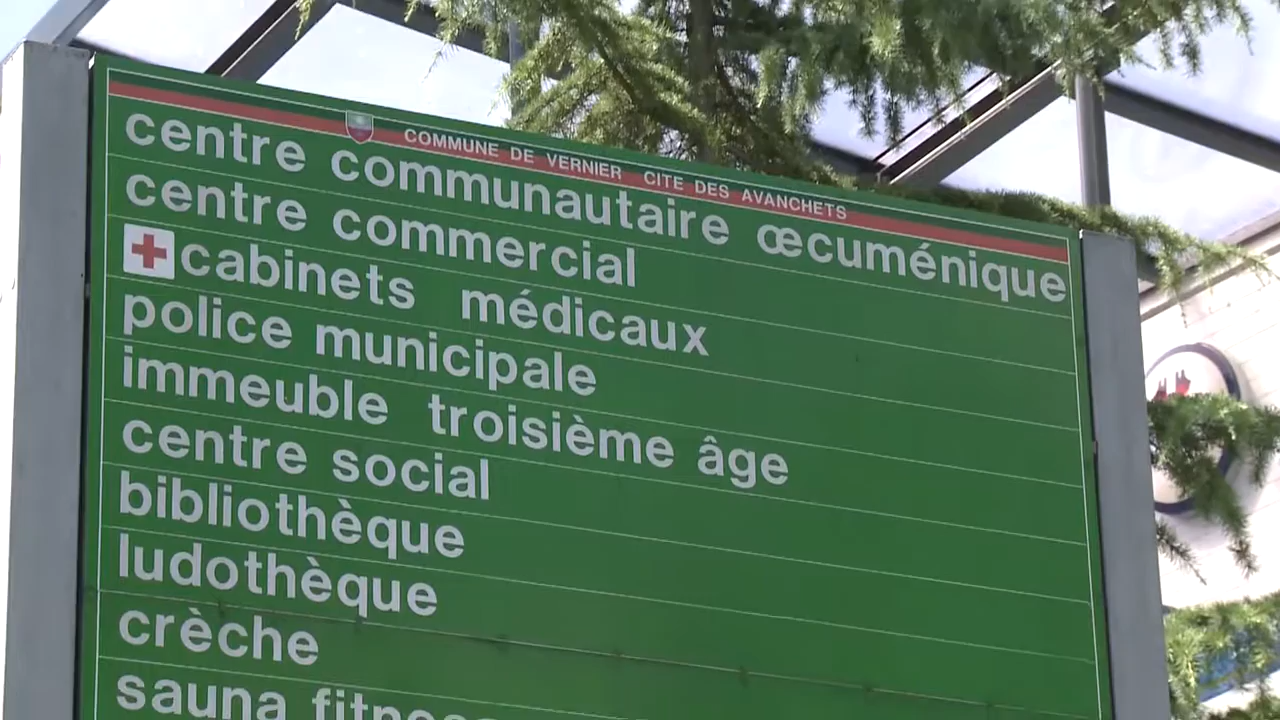 COMMUNE DE VERNIER CITE DES AVANCHETS
centre communautaire œcuménique
centre commercial
cabinets médicaux
police municipale
immeuble troisième âge
centre social
bibliothèque
ludothèque
crèche
sauna